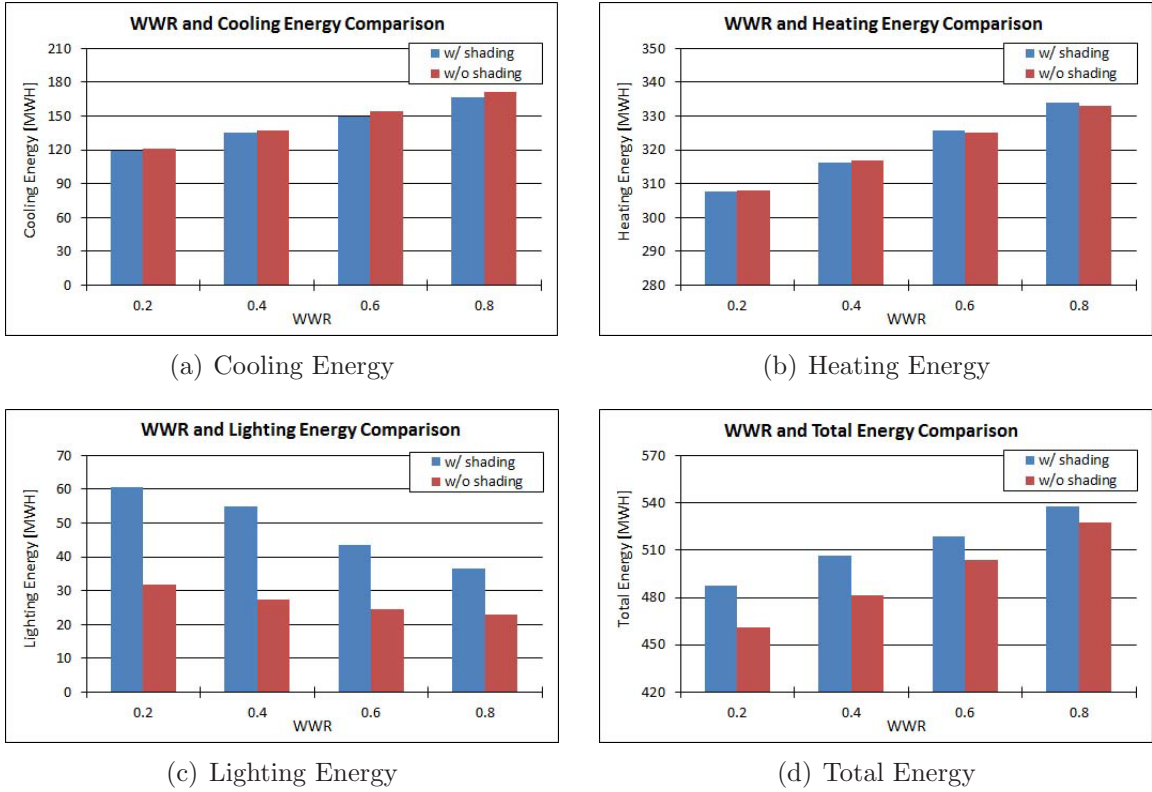 WWR and Cooling Energy Comparison
w/ shading
w/o shading
Cooling Energy [MWH]
210
180
150
120
90
60
30
0
0.2 0.4 0.6 0.8
WWR
(a) Cooling Energy
WWR and Heating Energy Comparison
w/ shading
w/o shading
Heating Energy [MWH]
350
340
330
320
310
300
290
280
0.2 0.4 0.6 0.8
WWR
(b) Heating Energy
WWR and Lighting Energy Comparison
w/ shading
w/o shading
Lighting Energy [MWH]
70
60
50
40
30
20
10
0
0.2 0.4 0.6 0.8
WWR
(c) Lighting Energy
WWR and Total Energy Comparison
w/ shading
w/o shading
Total Energy [MWH]
570
540
510
480
450
420
0.2 0.4 0.6 0.8
WWR
(d) Total Energy